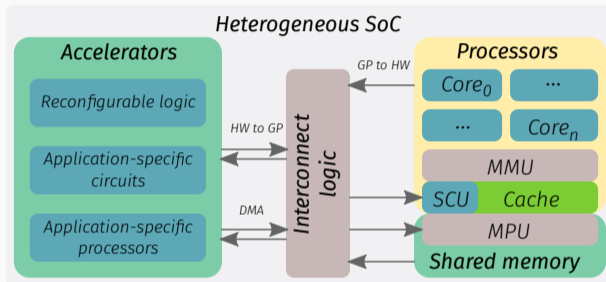 Heterogeneous SoC
Accelerators
Reconfigurable logic
Application-specific
circuits
Application-specific
processors
HW to GP
DMA
Interconnect
logic
GP to HW
Processors
Core0
...
...
Coren
MMU
SCU
Cache
MPU
Shared memory